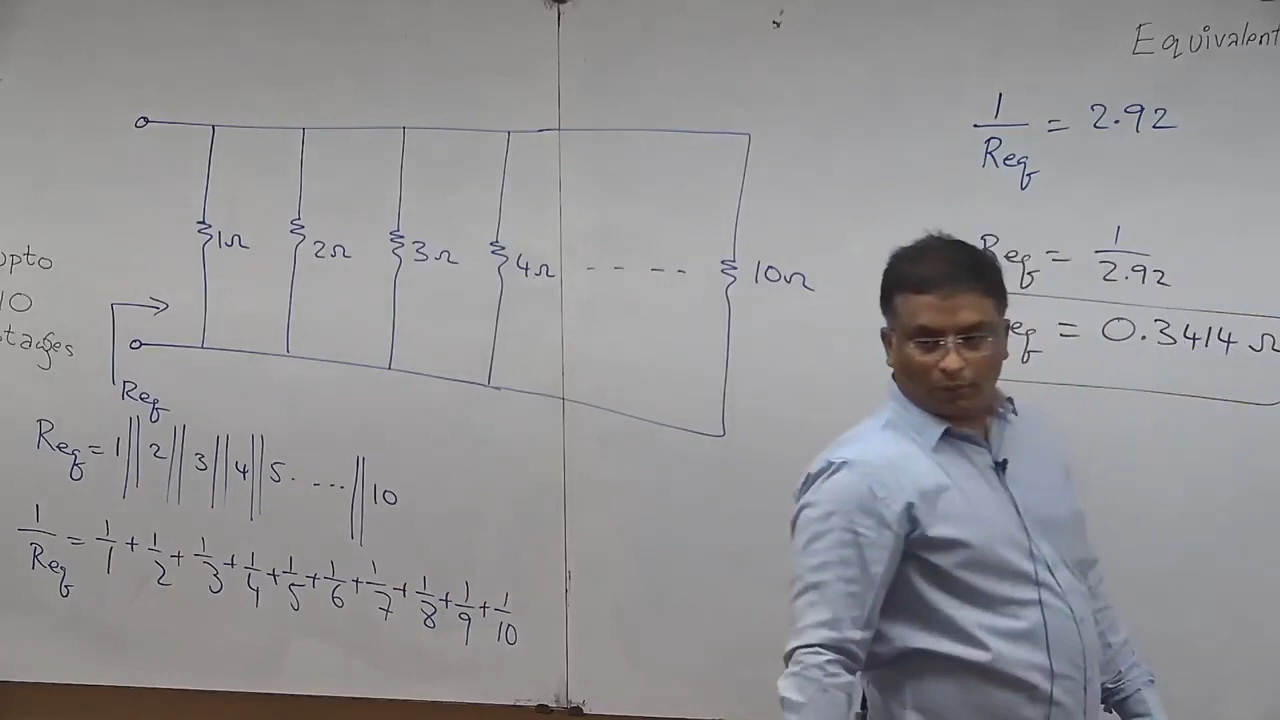 Equivalent
1/Req = 2.92
Req = 1/2.92
eq = 0.3414 Ω
1Ω 2Ω 3Ω 4Ω ---- 10Ω
upto
10
stages
Req
Req = 1 || 2 || 3 || 4 || 5 ..... || 10
1/Req = 1/1 + 1/2 + 1/3 + 1/4 + 1/5 + 1/6 + 1/7 + 1/8 + 1/9 + 1/10